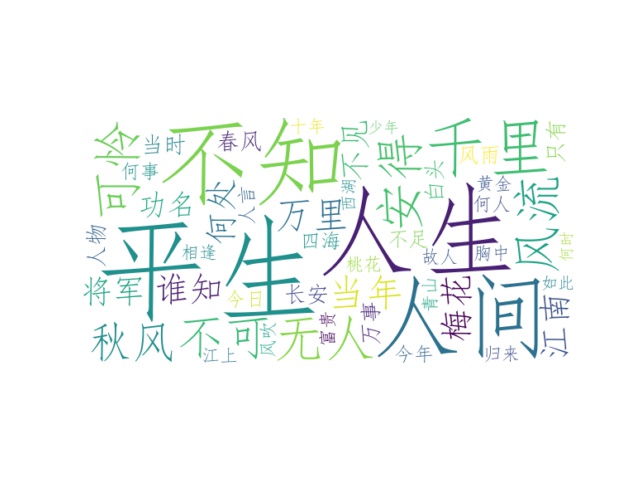 可怜
当时
不知
春风
十年
不见
少年
安得
千里
风雨
只有
何事
功名
何处
人言
西湖
白头
黄金
何人
风流
人物
万里
四海
人生
不足
平生
相逢
桃花
故人
胸中
何时
将军
谁知
今日
长安
当年
青山
梅花
人间
如此
江南
秋风
江上
不可
风吹
无人
富贵
万事
今年
归来